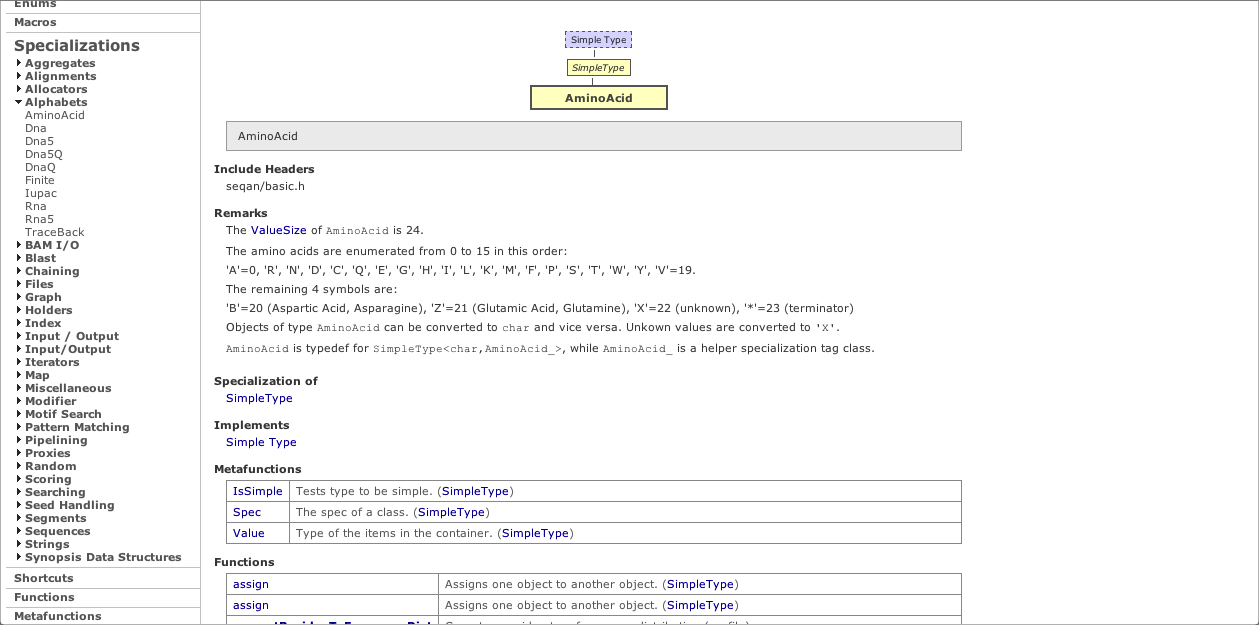 Enums
Macros
Specializations
Aggregates
Alignments
Allocators
Alphabets
AminoAcid
Dna
Dna5
Dna5Q
DnaQ
Finite
Iupac
Rna
Rna5
TraceBack
BAM I/O
Blast
Chaining
Files
Graph
Holders
Index
Input / Output
Input/Output
Iterators
Map
Miscellaneous
Modifier
Motif Search
Pattern Matching
Pipelining
Proxies
Random
Scoring
Searching
Seed Handling
Segments
Sequences
Strings
Synopsis Data Structures
Shortcuts
Functions
Metafunctions
Simple Type
SimpleType
AminoAcid
AminoAcid
Include Headers
seqan/basic.h
Remarks
The ValueSize of AminoAcid is 24.
The amino acids are enumerated from 0 to 15 in this order:
'A'=0, 'R', 'N', 'D', 'C', 'Q', 'E', 'G', 'H', 'I', 'L', 'K', 'M', 'F', 'P', 'S', 'T', 'W', 'Y', 'V'=19.
The remaining 4 symbols are:
'B'=20 (Aspartic Acid, Asparagine), 'Z'=21 (Glutamic Acid, Glutamine), 'X'=22 (unknown), '*'=23 (terminator)
Objects of type AminoAcid can be converted to char and vice versa. Unkown values are converted to 'X'.
AminoAcid is typedef for SimpleType<char,AminoAcid_>, while AminoAcid_ is a helper specialization tag class.
Specialization of
SimpleType
Implements
Simple Type
Metafunctions
IsSimple Tests type to be simple. (SimpleType)
Spec The spec of a class. (SimpleType)
Value Type of the items in the container. (SimpleType)
Functions
assign Assigns one object to another object. (SimpleType)
assign Assigns one object to another object. (SimpleType)